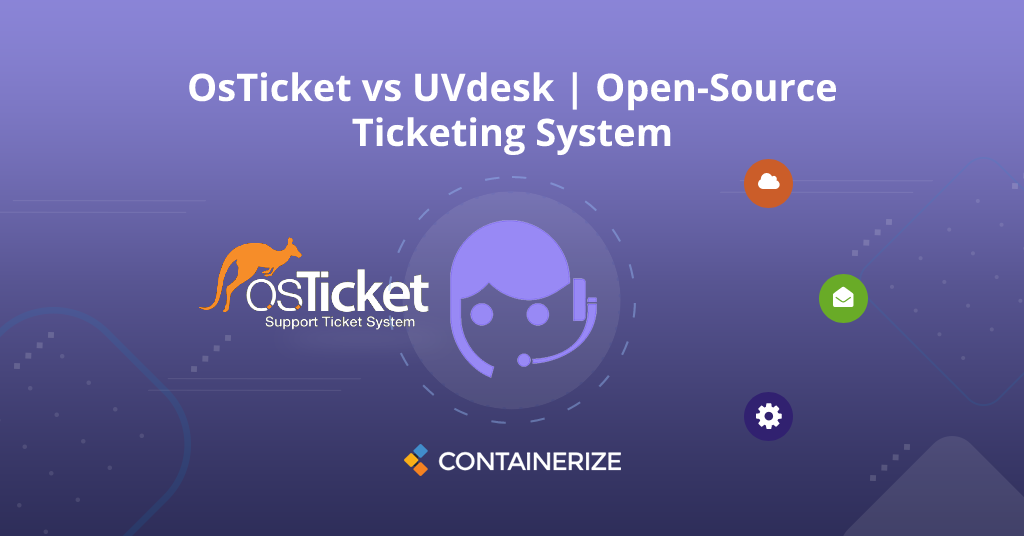 OsTicket vs UVdesk | Open-Source
Ticketing System
osTicket
Support Ticket System
CONTAINERIZE